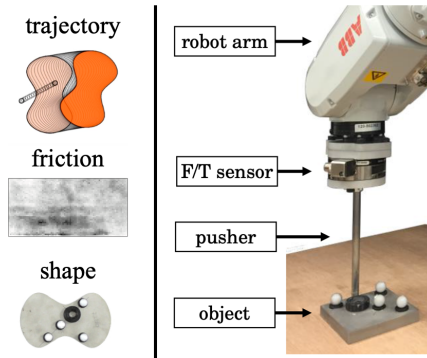 trajectory
friction
shape
robot arm
F/T sensor
pusher
object
ABB